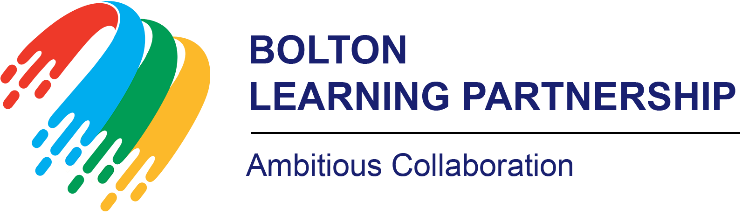 BOLTON
LEARNING PARTNERSHIP
Ambitious Collaboration